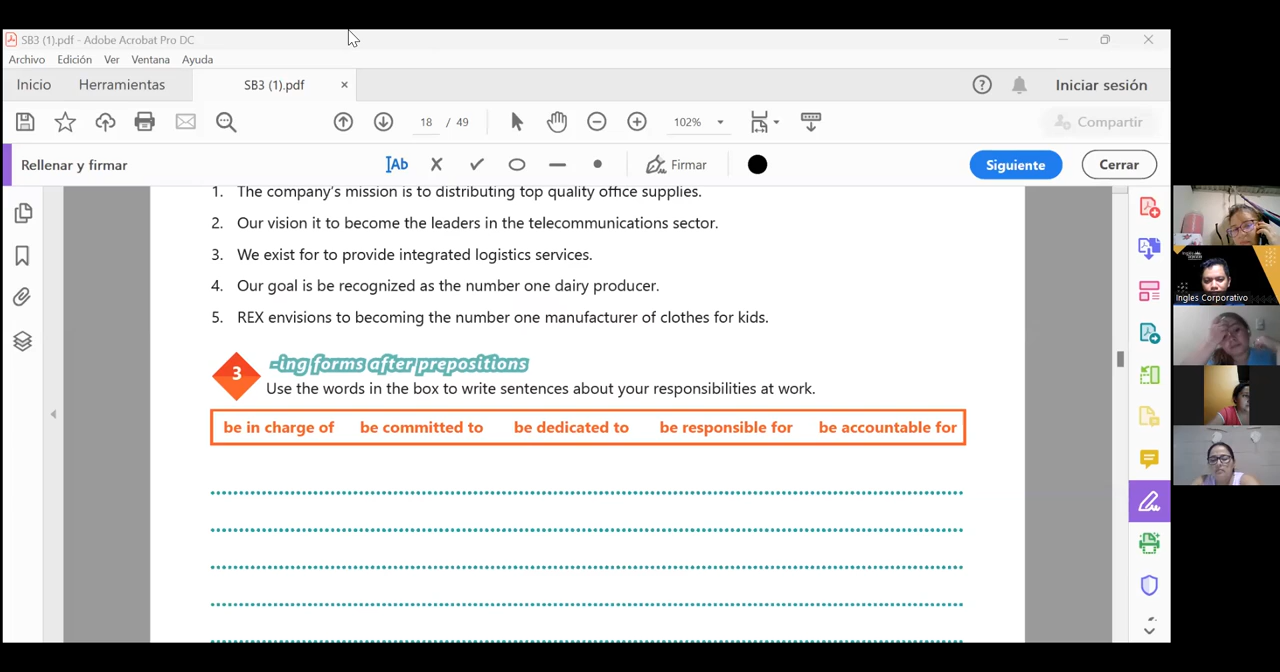 SB3 (1).pdf - Adobe Acrobat Pro DC
Archivo Edición Ver Ventana Ayuda
Inicio Herramientas SB3 (1).pdf × Iniciar sesión
18 / 49 102% Compartir
Rellenar y firmar Ab Firmar Siguiente Cerrar
1. The company's mission is to distributing top quality office supplies.
2. Our vision it to become the leaders in the telecommunications sector.
3. We exist for to provide integrated logistics services.
4. Our goal is be recognized as the number one dairy producer.
5. REX envisions to becoming the number one manufacturer of clothes for kids.
3 -ing forms after prepositions
Use the words in the box to write sentences about your responsibilities at work.
be in charge of be committed to be dedicated to be responsible for be accountable for
Ingles Corporativo